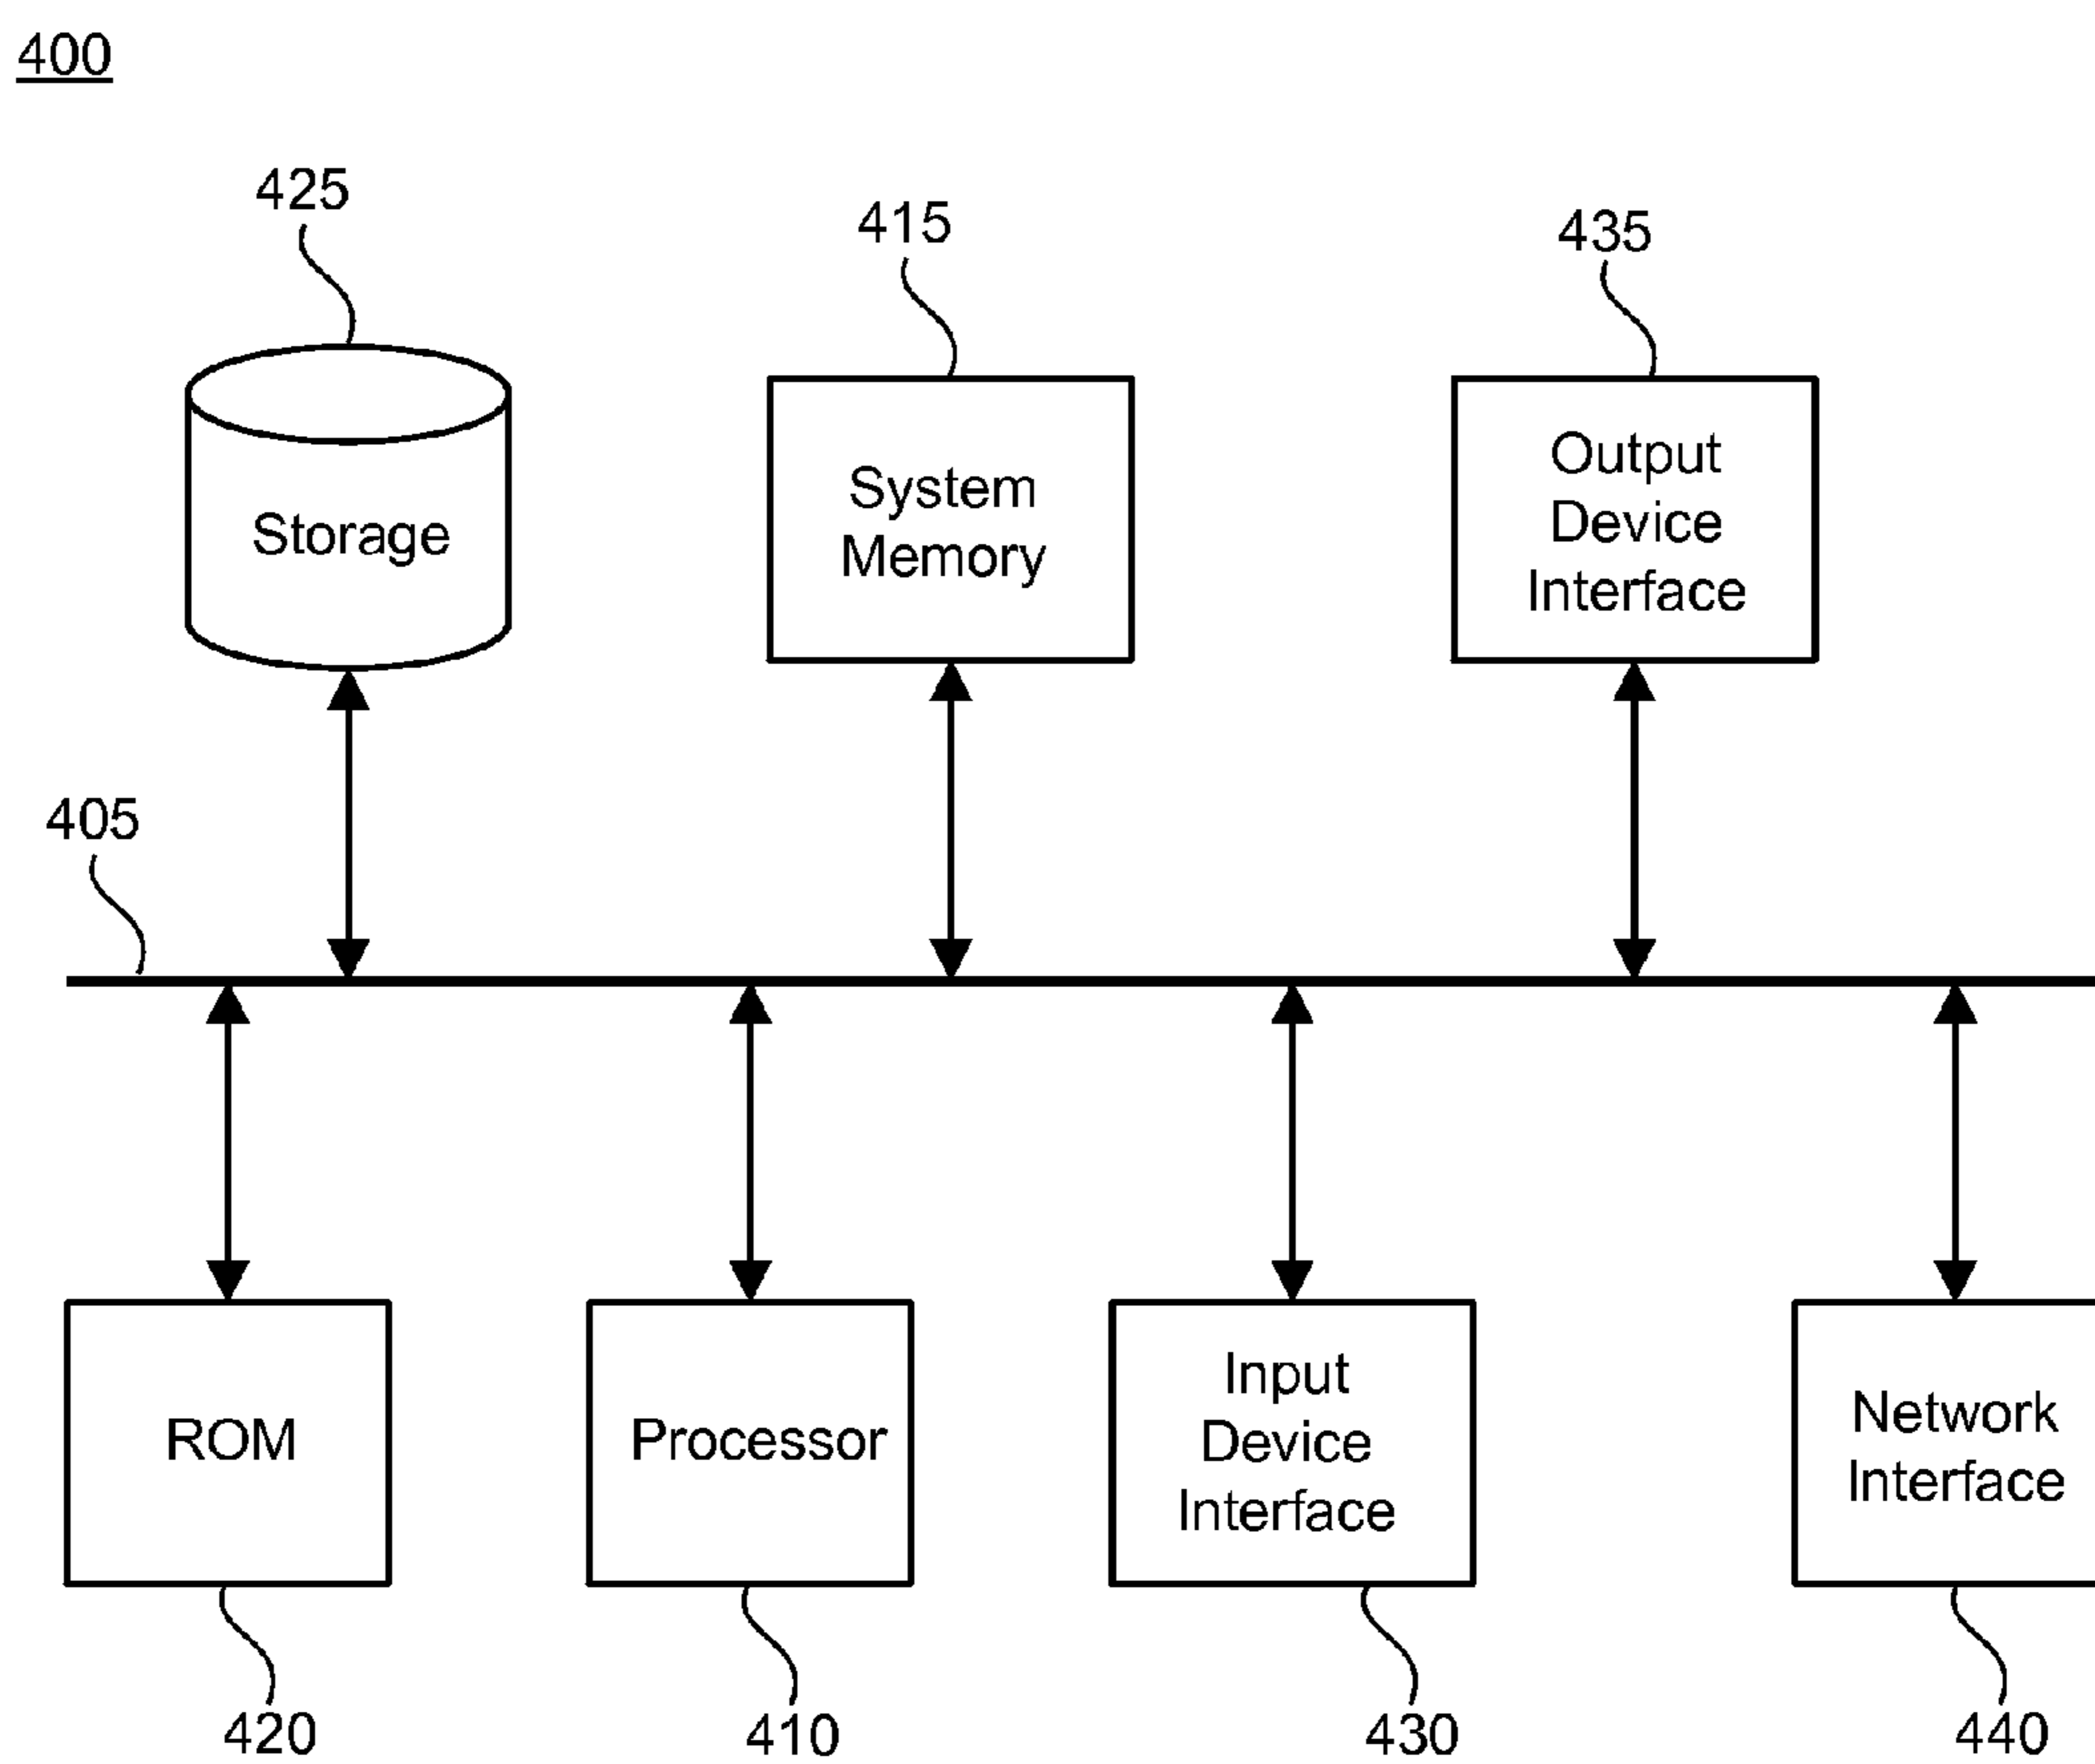 400
425
415
435
Storage
System
Memory
Output
Device
Interface
405
ROM
Processor
Input
Device
Interface
Network
Interface
420
410
430
440